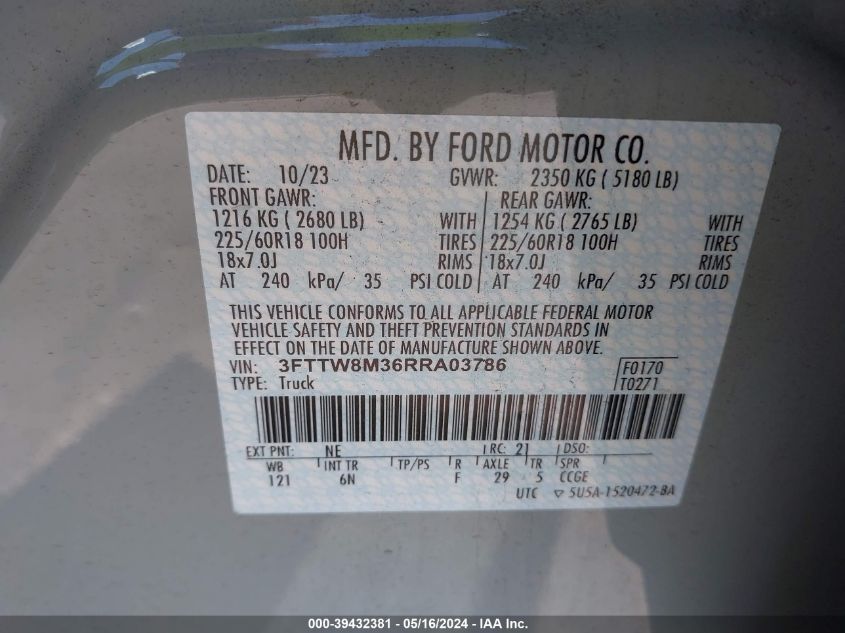 MFD. BY FORD MOTOR CO.
DATE: 10/23 GVWR: 2350 KG ( 5180 LB)
FRONT GAWR: REAR GAWR:
1216 KG ( 2680 LB) WITH 1254 KG ( 2765 LB) WITH
225/60R18 100H TIRES 225/60R18 100H TIRES
18x7.0J RIMS 18x7.0J RIMS
AT 240 kPa/ 35 PSI COLD AT 240 kPa/ 35 PSI COLD
THIS VEHICLE CONFORMS TO ALL APPLICABLE FEDERAL MOTOR
VEHICLE SAFETY AND THEFT PREVENTION STANDARDS IN
EFFECT ON THE DATE OF MANUFACTURE SHOWN ABOVE.
VIN: 3FTTW8M36RRA03786 F0170
TYPE: Truck T0271
EXT PNT: NE RC: 21 DSO:
WB INT TR TP/PS R AXLE TR SPR
121 6N F 29 5 CCGE
UTC ▽ 5U5A-1520472-BA
000-39432381 - 05/16/2024 - IAA Inc.